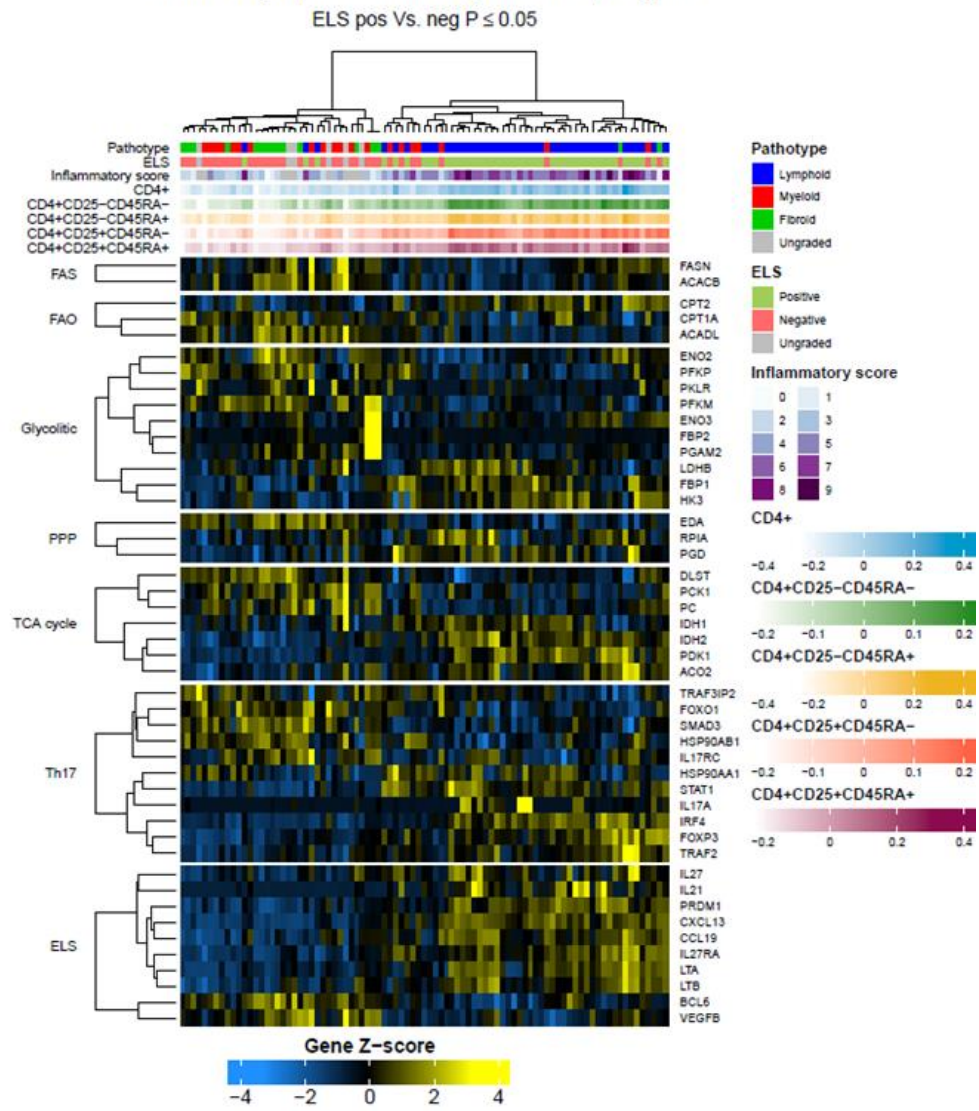 ELS pos Vs. neg P ≤ 0.05
Pathotype
ELS
Inflammatory score
CD4+
CD4+CD25−CD45RA−
CD4+CD25−CD45RA+
CD4+CD25+CD45RA−
CD4+CD25+CD45RA+
FAS
FASN
ACACB
FAO
CPT2
CPT1A
ACADL
Glycolitic
ENO2
PFKP
PKLR
PFKM
ENO3
FBP2
PGAM2
LDHB
FBP1
HK3
PPP
EDA
RPIA
PGD
TCA cycle
DLST
PCK1
PC
IDH1
IDH2
PDK1
ACO2
Th17
TRAF3IP2
FOXO1
SMAD3
HSP90AB1
IL17RC
HSP90AA1
STAT1
IL17A
IRF4
FOXP3
TRAF2
ELS
IL27
IL21
PRDM1
CXCL13
CCL19
IL27RA
LTA
LTB
BCL6
VEGFB
Gene Z−score
−4 −2 0 2 4
Pathotype
Lymphoid
Myeloid
Fibroid
Ungraded
ELS
Positive
Negative
Ungraded
Inflammatory score
0 1
2 3
4 5
6 7
8 9
CD4+
−0.4 −0.2 0 0.2 0.4
CD4+CD25−CD45RA−
−0.2 −0.1 0 0.1 0.2
CD4+CD25−CD45RA+
−0.4 −0.2 0 0.2 0.4
CD4+CD25+CD45RA−
−0.2 −0.1 0 0.1 0.2
CD4+CD25+CD45RA+
−0.2 0 0.2 0.4